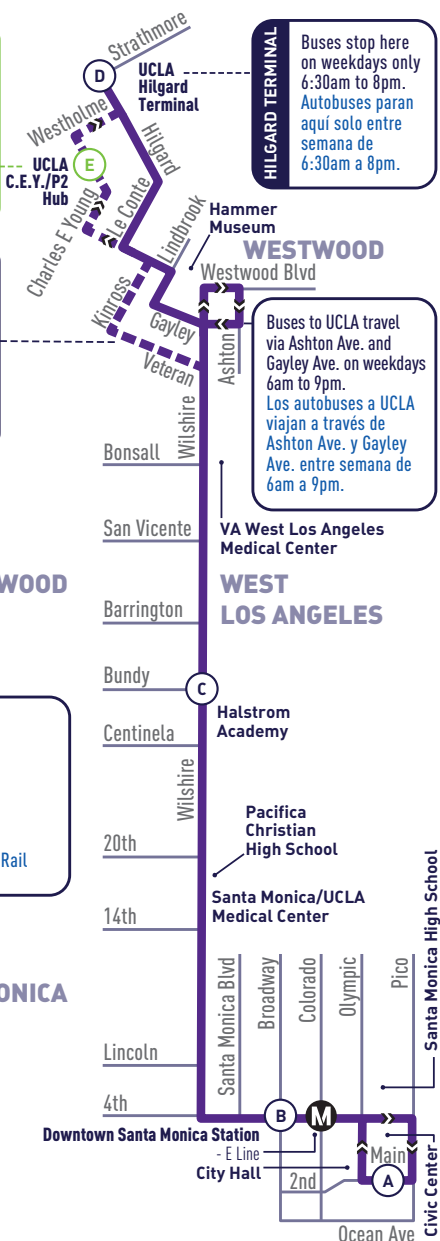 Strathmore
D
UCLA
Hilgard
Terminal
HILGARD TERMINAL
Buses stop here
on weekdays only
6:30am to 8pm.
Autobuses paran
aquí solo entre
semana de
6:30am a 8pm.
Westholme
Hilgard
E
UCLA
C.E.Y./P2
Hub
Charles E Young
Le Conte
Lindbrook
Hammer
Museum
WESTWOOD
Westwood Blvd
Kinross
Gayley
Veteran
Ashton
Buses to UCLA travel
via Ashton Ave. and
Gayley Ave. on weekdays
6am to 9pm.
Los autobuses a UCLA
viajan a través de
Ashton Ave. y Gayley
Ave. entre semana de
6am a 9pm.
Wilshire
Bonsall
San Vicente
VA West Los Angeles
Medical Center
WOOD
WEST
LOS ANGELES
Barrington
Bundy
C
Halstrom
Academy
Centinela
Wilshire
Pacifica
Christian
High School
20th
Rail
Santa Monica/UCLA
Medical Center
14th
Santa Monica High School
ONICA
Santa Monica Blvd
Broadway
Colorado
Olympic
Pico
Lincoln
4th
B
M
Downtown Santa Monica Station
- E Line
City Hall
Main
2nd
A
Civic Center
Ocean Ave